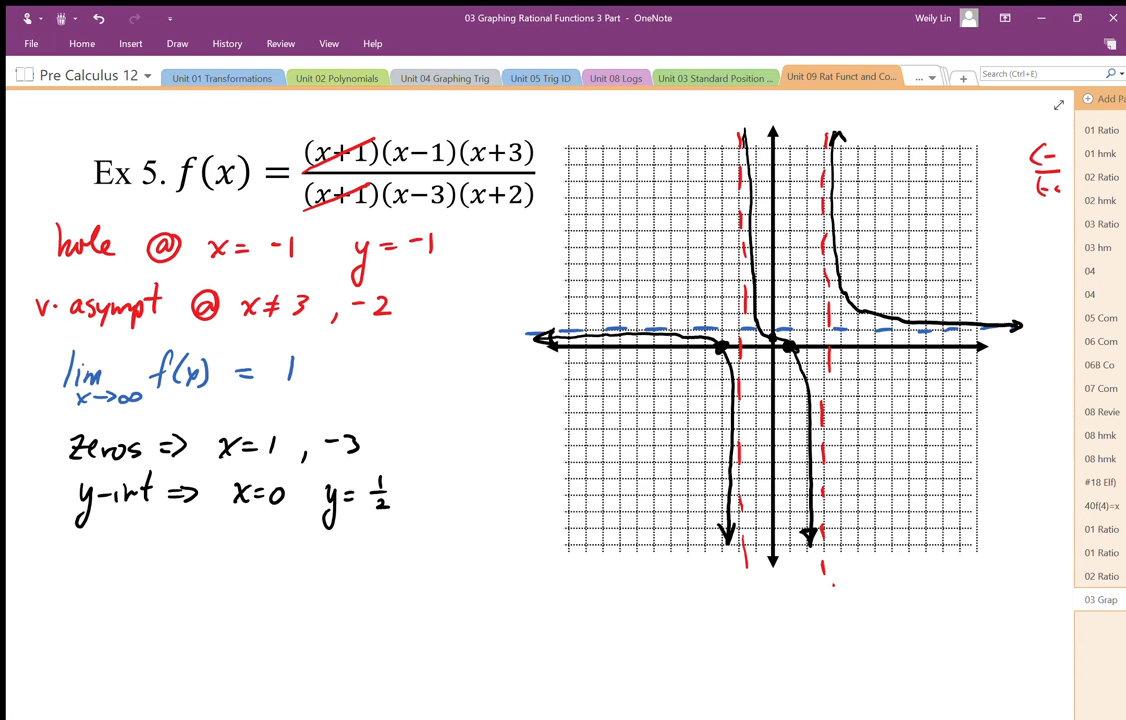 03 Graphing Rational Functions 3 Part - OneNote
Weily Lin
File Home Insert Draw History Review View Help
Pre Calculus 12
Unit 01 Transformations
Unit 02 Polynomials
Unit 04 Graphing Trig
Unit 05 Trig ID
Unit 08 Logs
Unit 03 Standard Position ...
Unit 09 Rat Funct and Co...
...
+
Search (Ctrl+E)
Add Pa
01 Ratio
01 hmk
02 Ratio
02 hmk
03 Ratio
03 hm
04
04
05 Com
06 Com
06B Co
07 Com
08 Revie
08 hmk
08 hmk
#18 Elf)
40f(4)=x
01 Ratio
01 Ratio
02 Ratio
03 Grap
Ex 5. f(x) = (x+1)(x−1)(x+3)
(x+1)(x−3)(x+2)
hole @ x = -1 y = -1
v. asympt @ x ≠ 3, -2
lim f(x) = 1
x→∞
zeros => x=1, -3
y-int => x=0 y= 1/2